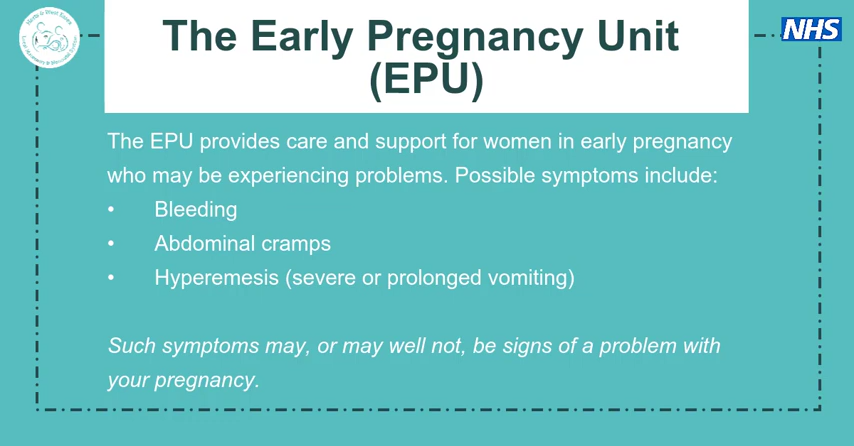 The Early Pregnancy Unit
(EPU)
NHS
The EPU provides care and support for women in early pregnancy
who may be experiencing problems. Possible symptoms include:
• Bleeding
• Abdominal cramps
• Hyperemesis (severe or prolonged vomiting)
Such symptoms may, or may well not, be signs of a problem with
your pregnancy.